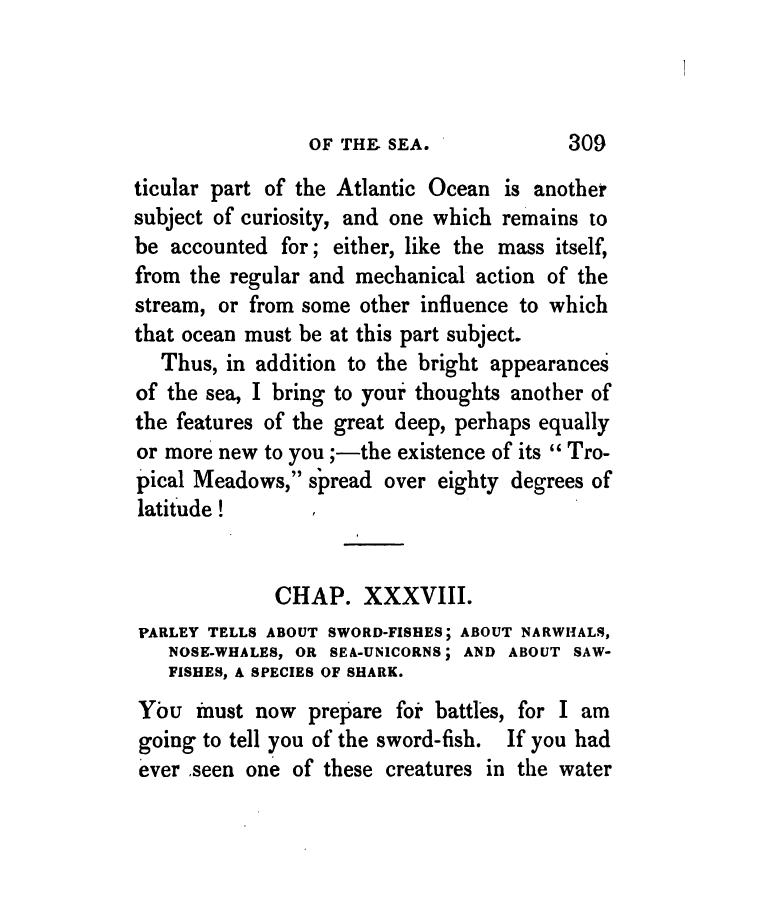 OF THE SEA. 309
ticular part of the Atlantic Ocean is another
subject of curiosity, and one which remains to
be accounted for; either, like the mass itself,
from the regular and mechanical action of the
stream, or from some other influence to which
that ocean must be at this part subject.
Thus, in addition to the bright appearances
of the sea, I bring to your thoughts another of
the features of the great deep, perhaps equally
or more new to you;—the existence of its “ Tro-
pical Meadows,” spread over eighty degrees of
latitude !
CHAP. XXXVIII.
PARLEY TELLS ABOUT SWORD-FISHES; ABOUT NARWHALS,
NOSE-WHALES, OR SEA-UNICORNS; AND ABOUT SAW-
FISHES, A SPECIES OF SHARK.
You must now prepare for battles, for I am
going to tell you of the sword-fish. If you had
ever seen one of these creatures in the water